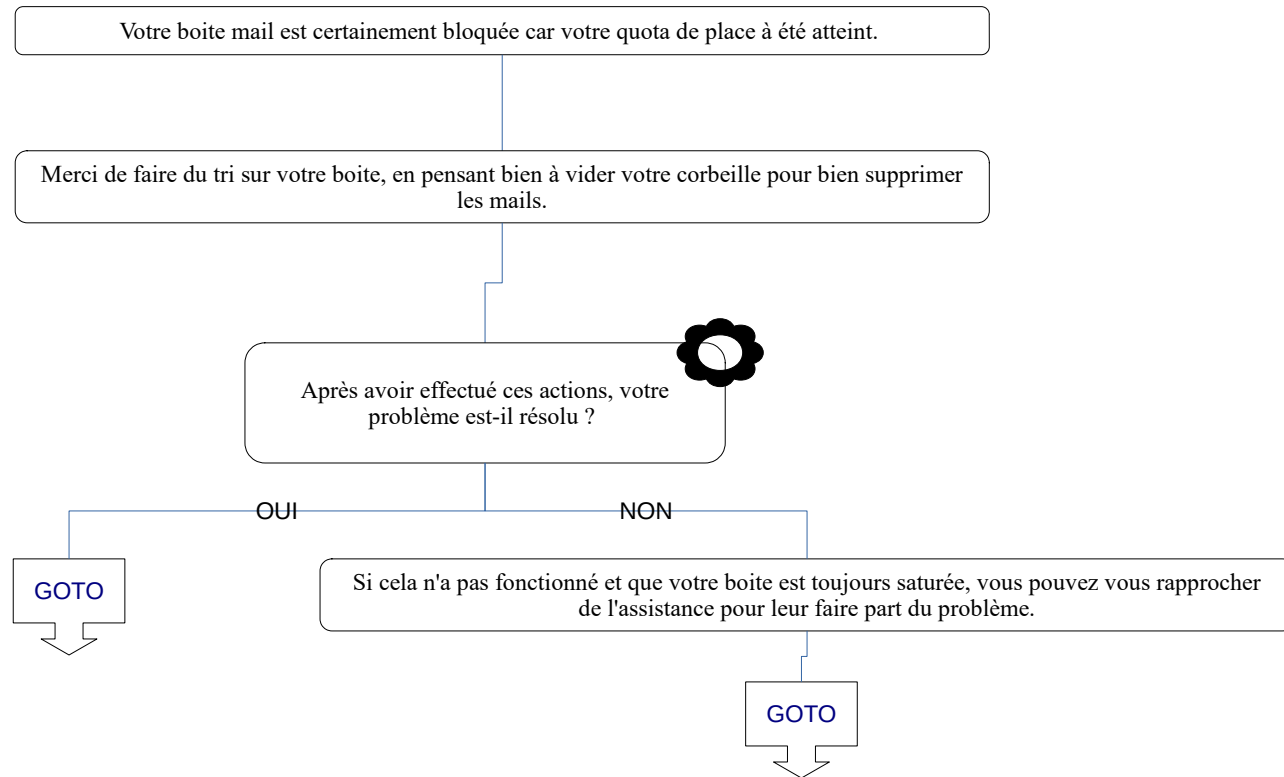 Votre boite mail est certainement bloquée car votre quota de place à été atteint.
Merci de faire du tri sur votre boite, en pensant bien à vider votre corbeille pour bien supprimer
les mails.
Après avoir effectué ces actions, votre
problème est-il résolu ?
OUI
NON
GOTO
Si cela n'a pas fonctionné et que votre boite est toujours saturée, vous pouvez vous rapprocher
de l'assistance pour leur faire part du problème.
GOTO